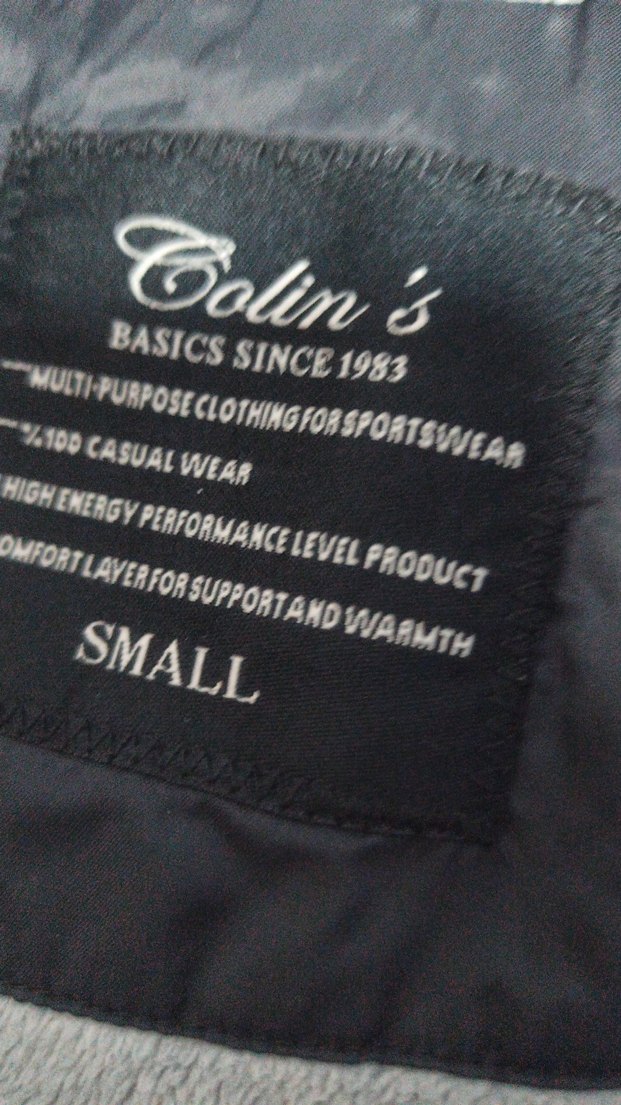 Colin's
BASICS SINCE 1983
MULTI-PURPOSE CLOTHING FOR SPORTSWEAR
%100 CASUAL WEAR
HIGH ENERGY PERFORMANCE LEVEL PRODUCT
OMFORT LAYER FOR SUPPORT AND WARMTH
SMALL